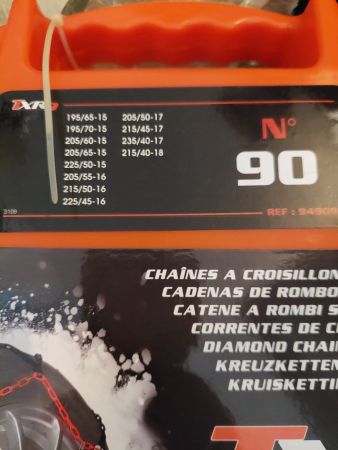 TXR9
195/65-15 205/50-17
195/70-15 215/45-17
205/60-15 235/40-17
205/65-15 215/40-18
225/50-15
205/55-16
215/50-16
225/45-16
N°
90
3109
REF : 94909
CHAÎNES A CROISILLON
CADENAS DE ROMBO
CATENE A ROMBI S
CORRENTES DE C
DIAMOND CHAI
KREUZKETTEN
KRUISKETTI